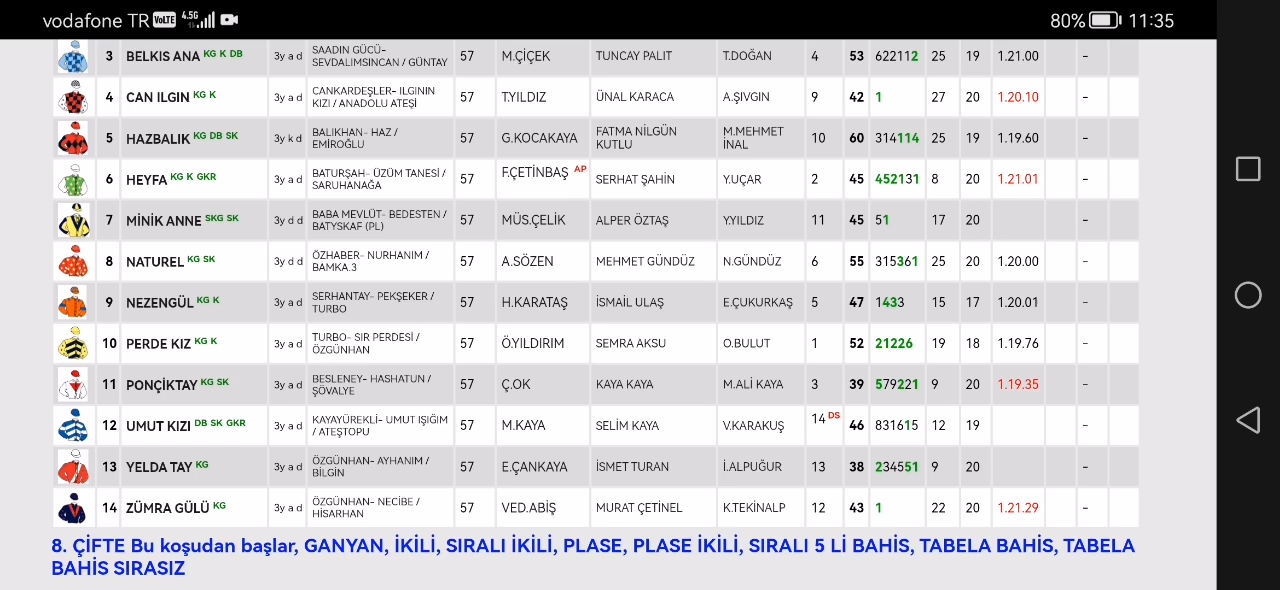 vodafone TR VoLTE 4.5G 80% 11:35
3 BELKIS ANA KG K DB 3y a d SAADIN GÜCÜ- SEVDALIMSINCAN / GÜNTAY 57 M.ÇİÇEK TUNCAY PALIT T.DOĞAN 4 53 622112 25 19 1.21.00 -
4 CAN ILGIN KG K 3y a d CANKARDEŞLER- ILGININ KIZI / ANADOLU ATEŞİ 57 T.YILDIZ ÜNAL KARACA A.ŞIVGIN 9 42 1 27 20 1.20.10 -
5 HAZBALIK KG DB SK 3y k d BALIKHAN- HAZ / EMİROĞLU 57 G.KOCAKAYA FATMA NİLGÜN KUTLU M.MEHMET İNAL 10 60 314114 25 19 1.19.60 -
6 HEYFA KG K GKR 3y a d BATURŞAH- ÜZÜM TANESİ / SARUHANAĞA 57 F.ÇETİNBAŞ AP SERHAT ŞAHİN Y.UÇAR 2 45 452131 8 20 1.21.01 -
7 MİNİK ANNE SKG SK 3y d d BABA MEVLÜT- BEDESTEN / BATYSKAF (PL) 57 MÜS.ÇELİK ALPER ÖZTAŞ Y.YILDIZ 11 45 51 17 20 -
8 NATUREL KG SK 3y d d ÖZHABER- NURHANIM / BAMKA.3 57 A.SÖZEN MEHMET GÜNDÜZ N.GÜNDÜZ 6 55 315361 25 20 1.20.00 -
9 NEZENGÜL KG K 3y a d SERHANTAY- PEKŞEKER / TURBO 57 H.KARATAŞ İSMAİL ULAŞ E.ÇUKURKAŞ 5 47 1433 15 17 1.20.01 -
10 PERDE KIZ KG K 3y a d TURBO- SIR PERDESİ / ÖZGÜNHAN 57 Ö.YILDIRIM SEMRA AKSU O.BULUT 1 52 21226 19 18 1.19.76 -
11 PONÇİKTAY KG SK 3y a d BESLENEY- HASHATUN / ŞÖVALYE 57 Ç.OK KAYA KAYA M.ALİ KAYA 3 39 579221 9 20 1.19.35 -
12 UMUT KIZI DB SK GKR 3y a d KAYAYÜREKLİ- UMUT IŞIĞIM / ATEŞTOPU 57 M.KAYA SELİM KAYA V.KARAKUŞ 14 DS 46 831615 12 19 -
13 YELDA TAY KG 3y a d ÖZGÜNHAN- AYHANIM / BİLGİN 57 E.ÇANKAYA İSMET TURAN İ.ALPUĞUR 13 38 234551 9 20 -
14 ZÜMRA GÜLÜ KG 3y a d ÖZGÜNHAN- NECİBE / HİSARHAN 57 VED.ABİŞ MURAT ÇETİNEL K.TEKİNALP 12 43 1 22 20 1.21.29 -
8. ÇİFTE Bu koşudan başlar, GANYAN, İKİLİ, SIRALI İKİLİ, PLASE, PLASE İKİLİ, SIRALI 5 Lİ BAHİS, TABELA BAHİS, TABELA
BAHİS SIRASIZ